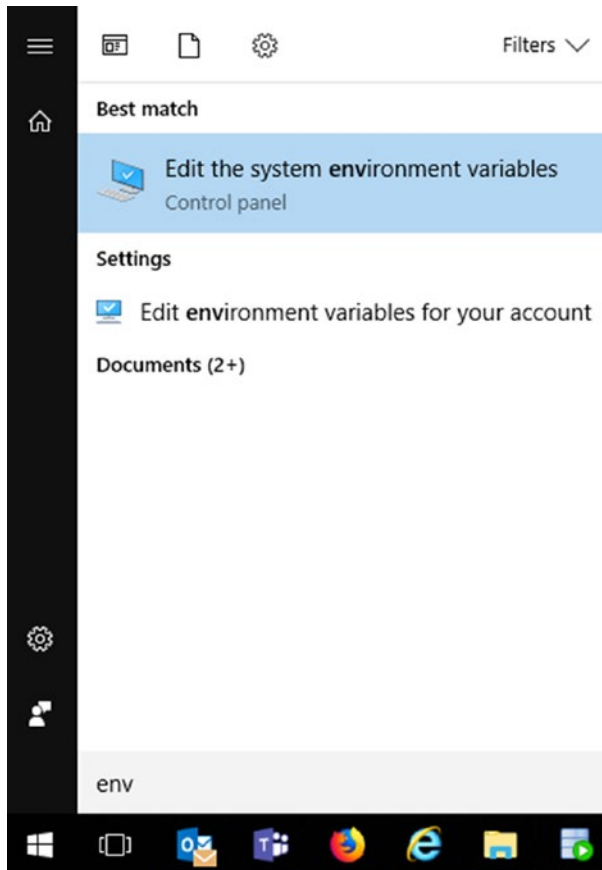 Filters
Best match
Edit the system environment variables
Control panel
Settings
Edit environment variables for your account
Documents (2+)
env